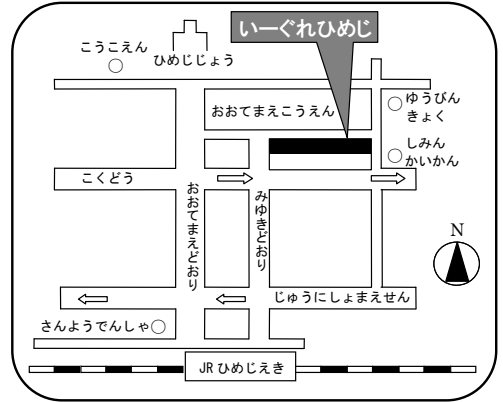 いーぐれひめじ
こうこえん
ひめじじょう
おおてまえこうえん
ゆうびん
きょく
しみん
かいかん
こくどう
おおてまえどおり
みゆきどおり
N
じゅうにしょまえせん
さんようでんしゃ
JRひめじえき